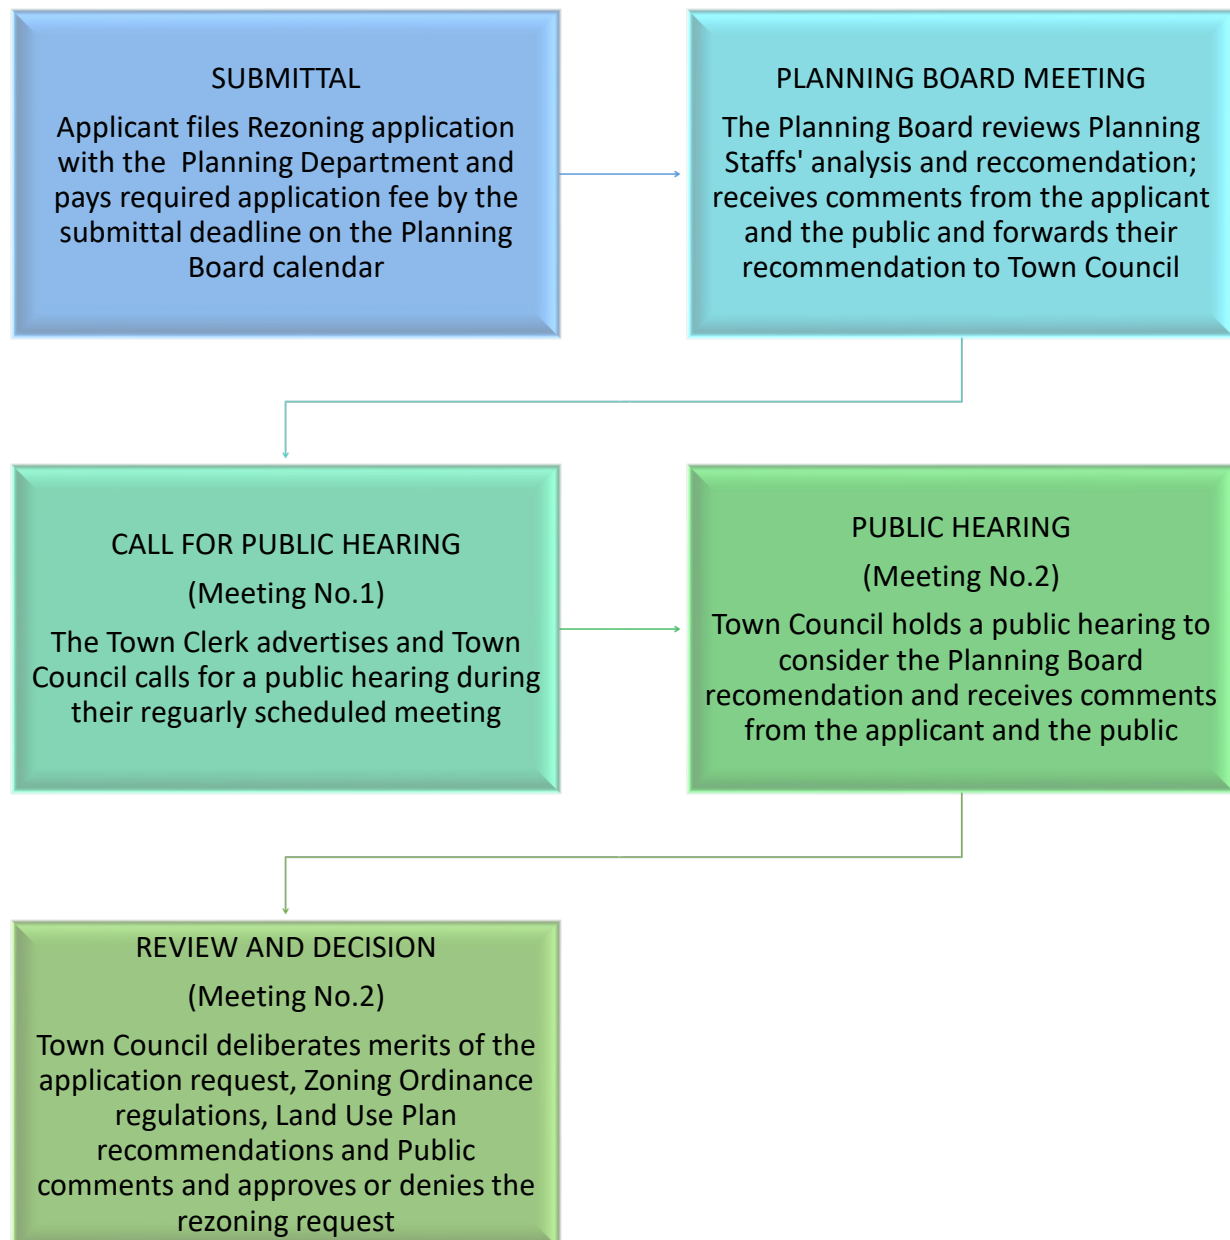 SUBMITTAL
Applicant files Rezoning application
with the  Planning Department and
pays required application fee by the
submittal deadline on the Planning
Board calendar
PLANNING BOARD MEETING
The Planning Board reviews Planning
Staffs' analysis and reccomendation;
receives comments from the applicant
and the public and forwards their
recommendation to Town Council
CALL FOR PUBLIC HEARING
(Meeting No.1)
The Town Clerk advertises and Town
Council calls for a public hearing during
their reguarly scheduled meeting
PUBLIC HEARING
(Meeting No.2)
Town Council holds a public hearing to
consider the Planning Board
recomendation and receives comments
from the applicant and the public
REVIEW AND DECISION
(Meeting No.2)
Town Council deliberates merits of the
application request, Zoning Ordinance
regulations, Land Use Plan
recommendations and Public
comments and approves or denies the
rezoning request